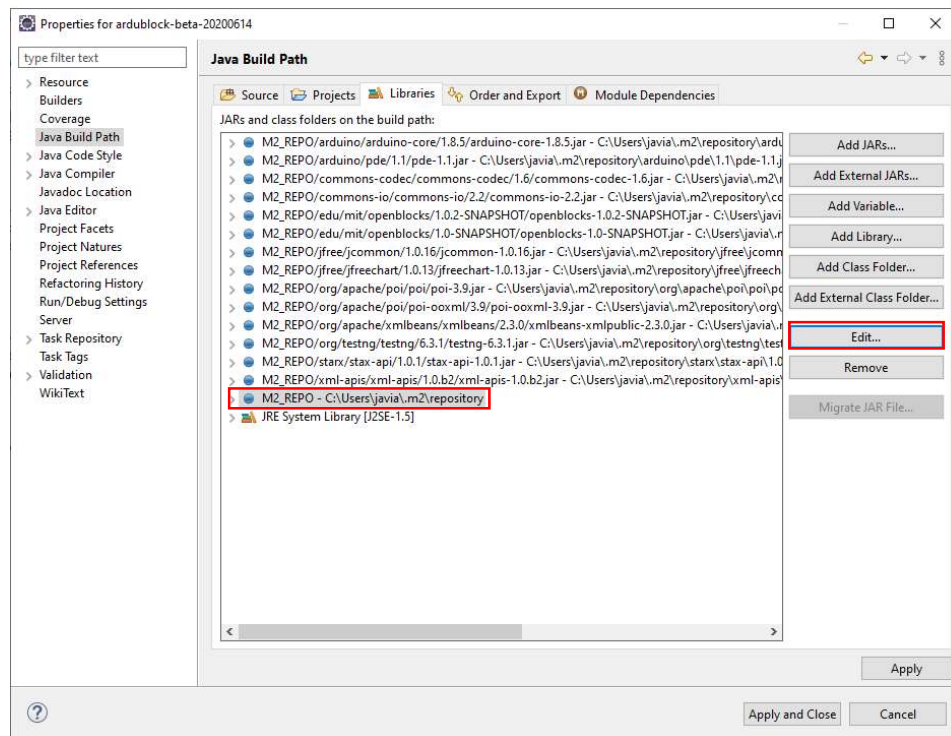 Properties for ardublock-beta-20200614
type filter text
Resource
Builders
Coverage
Java Build Path
Java Code Style
Java Compiler
Javadoc Location
Java Editor
Project Facets
Project Natures
Project References
Refactoring History
Run/Debug Settings
Server
Task Repository
Task Tags
Validation
WikiText
Java Build Path
Source Projects Libraries Order and Export Module Dependencies
JARs and class folders on the build path:
M2_REPO/arduino/arduino-core/1.8.5/arduino-core-1.8.5.jar - C:\Users\javia\.m2\repository\ardu
M2_REPO/arduino/pde/1.1/pde-1.1.jar - C:\Users\javia\.m2\repository\arduino\pde\1.1\pde-1.1.j
M2_REPO/commons-codec/commons-codec/1.6/commons-codec-1.6.jar - C:\Users\javia\.m2\r
M2_REPO/commons-io/commons-io/2.2/commons-io-2.2.jar - C:\Users\javia\.m2\repository\cc
M2_REPO/edu/mit/openblocks/1.0.2-SNAPSHOT/openblocks-1.0.2-SNAPSHOT.jar - C:\Users\javi
M2_REPO/edu/mit/openblocks/1.0-SNAPSHOT/openblocks-1.0-SNAPSHOT.jar - C:\Users\javia\.r
M2_REPO/jfree/jcommon/1.0.16/jcommon-1.0.16.jar - C:\Users\javia\.m2\repository\jfree\jcomm
M2_REPO/jfree/jfreechart/1.0.13/jfreechart-1.0.13.jar - C:\Users\javia\.m2\repository\jfree\jfreech
M2_REPO/org/apache/poi/poi/poi-3.9.jar - C:\Users\javia\.m2\repository\org\apache\poi\poi\pc
M2_REPO/org/apache/poi/poi-ooxml/3.9/poi-ooxml-3.9.jar - C:\Users\javia\.m2\repository\org\
M2_REPO/org/apache/xmlbeans/xmlbeans/2.3.0/xmlbeans-xmlpublic-2.3.0.jar - C:\Users\javia\.r
M2_REPO/org/testng/testng/6.3.1/testng-6.3.1.jar - C:\Users\javia\.m2\repository\org\testng\test
M2_REPO/starx/stax-api/1.0.1/stax-api-1.0.1.jar - C:\Users\javia\.m2\repository\starx\stax-api\1.0
M2_REPO/xml-apis/xml-apis/1.0.b2/xml-apis-1.0.b2.jar - C:\Users\javia\.m2\repository\xml-apis'
M2_REPO - C:\Users\javia\.m2\repository
JRE System Library [J2SE-1.5]
Add JARs...
Add External JARs...
Add Variable...
Add Library...
Add Class Folder...
Add External Class Folder...
Edit...
Remove
Migrate JAR File...
Apply
Apply and Close Cancel